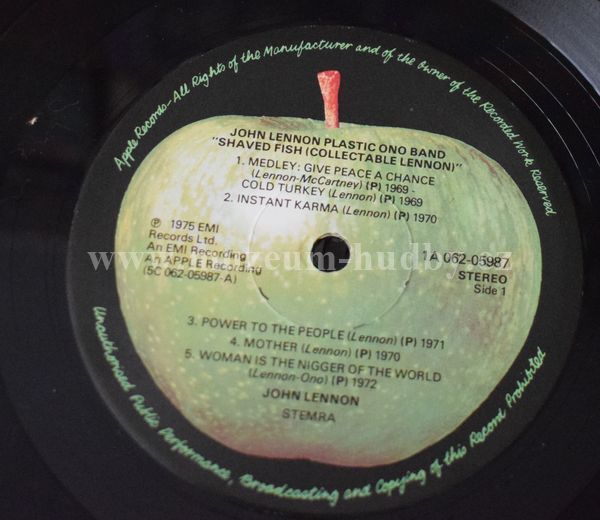 Apple Records-All Rights of the Manufacturer and of the Owner of the Recorded Work Reserved
JOHN LENNON PLASTIC ONO BAND
"SHAVED FISH (COLLECTABLE LENNON)"
1. MEDLEY: GIVE PEACE A CHANCE
(Lennon-McCartney) (P) 1969 -
COLD TURKEY (Lennon) (P) 1969
2. INSTANT KARMA (Lennon) (P) 1970
℗ 1975 EMI
Records Ltd.
An EMI Recording
An APPLE Recording
(5C 062-05987-A)
1A 062-05987
STEREO
Side 1
3. POWER TO THE PEOPLE (Lennon) (P) 1971
4. MOTHER (Lennon) (P) 1970
5. WOMAN IS THE NIGGER OF THE WORLD
(Lennon-Ono) (P) 1972
JOHN LENNON
STEMRA
Unauthorised Public Performance, Broadcasting and Copying of this Record Prohibited